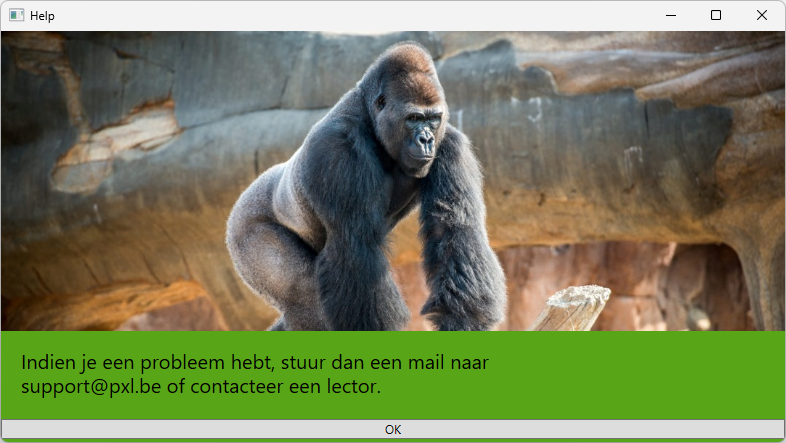 Help
Indien je een probleem hebt, stuur dan een mail naar
support@pxl.be of contacteer een lector.
OK